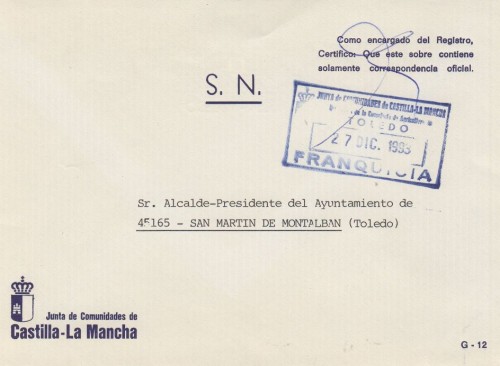 Como encargado del Registro,
Certifico: Que este sobre contiene
solamente correspondencia oficial.
S. N.
JUNTA de COMUNIDADES de CASTILLA-LA MANCHA
TOLEDO
27 DIC. 1993
FRANQUICIA
Sr. Alcalde-Presidente del Ayuntamiento de
45165 - SAN MARTIN DE MONTALBAN (Toledo)
Junta de Comunidades de
Castilla-La Mancha
G - 12